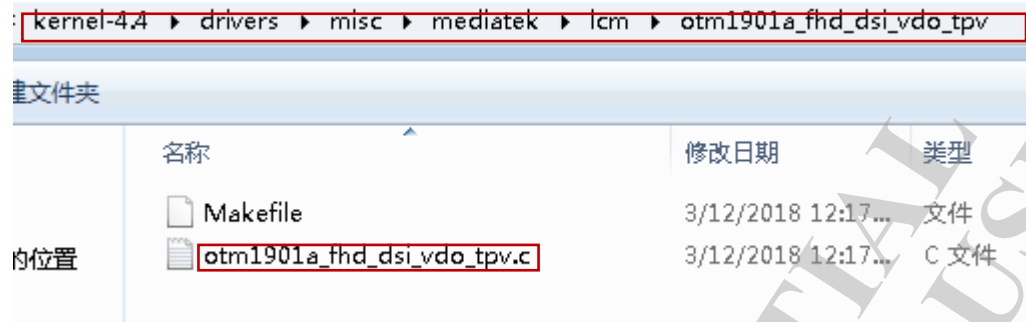 kernel-4.4 ▸ drivers ▸ misc ▸ mediatek ▸ lcm ▸ otm1901a_fhd_dsi_vdo_tpv
建文件夹
名称 修改日期 类型
Makefile 3/12/2018 12:17... 文件
的位置 otm1901a_fhd_dsi_vdo_tpv.c 3/12/2018 12:17... C 文件